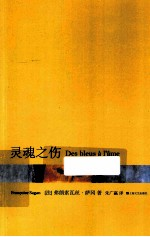 灵魂之伤 Des bleus à l'âme
Françoise Sagan [法] 弗朗索瓦丝·萨冈 著